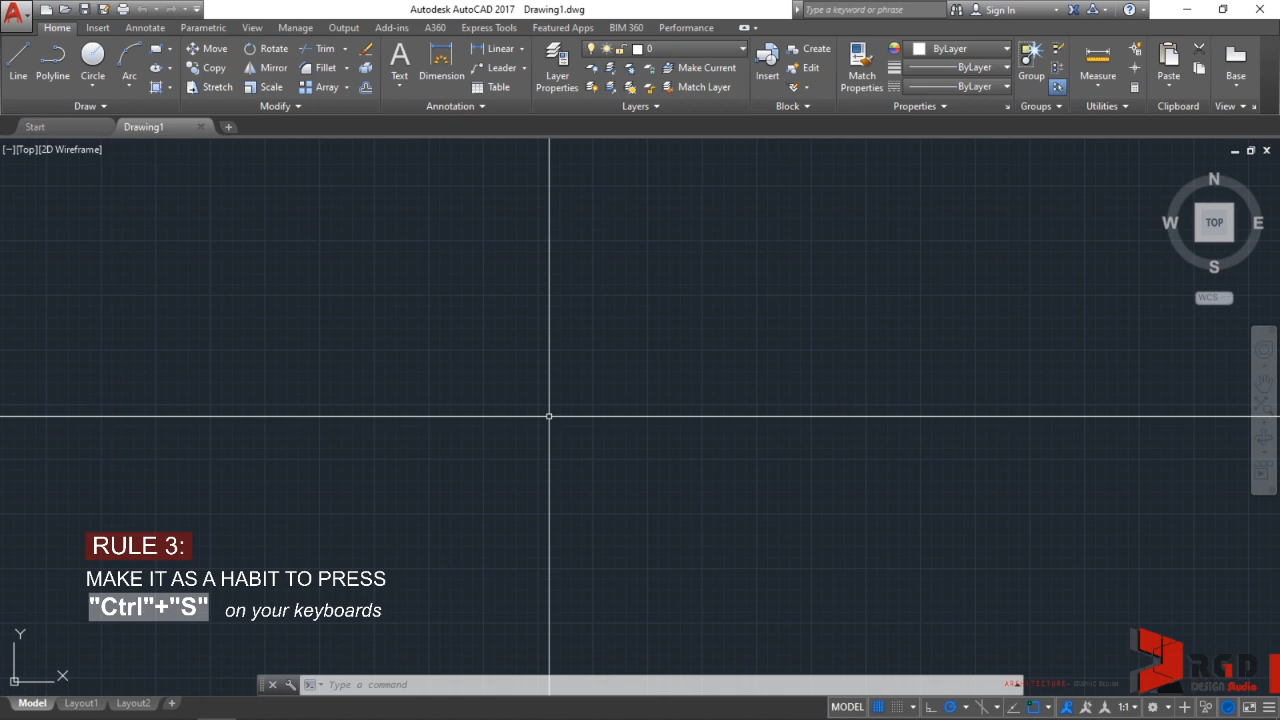 Autodesk AutoCAD 2017 Drawing1.dwg
Type a keyword or phrase
Sign In
Home Insert Annotate Parametric View Manage Output Add-ins A360 Express Tools Featured Apps BIM 360 Performance
Line Polyline Circle Arc
Move Rotate Trim
Copy Mirror Fillet
Stretch Scale Array
Text Dimension
Linear
Leader
Table
Layer
Properties
0
Make Current
Match Layer
Insert
Create
Edit
Match
Properties
ByLayer
ByLayer
ByLayer
Group
Measure
Paste
Base
Draw Modify Annotation Layers Block Properties Groups Utilities Clipboard View
Start Drawing1
[−][Top][2D Wireframe]
N
W TOP E
S
WCS
RULE 3:
MAKE IT AS A HABIT TO PRESS
"Ctrl"+"S" on your keyboards
Y
X
Type a command
RGD
DESIGN Studio
Model Layout1 Layout2
MODEL 1:1